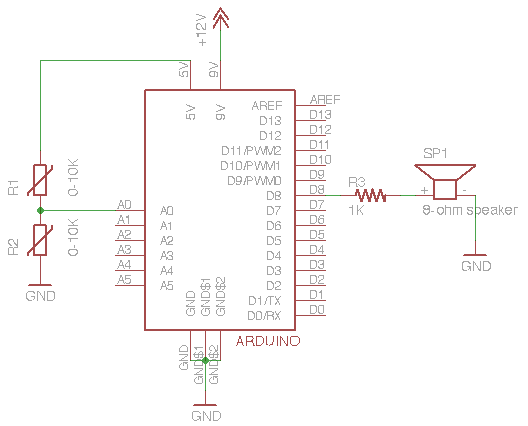 +12V
5V
9V
5V
9V
AREF
AREF
D13
D13
D12
D12
D11/PWM2
D11
D10/PWM1
D10
D9/PWM0
D9
D8
D8
D7
D7
D6
D6
D5
D5
D4
D4
D3
D3
D2
D2
D1/TX
D1
D0/RX
D0
R1
0-10K
R2
0-10K
GND
A0
A0
A1
A1
A2
A2
A3
A3
A4
A4
A5
A5
R3
1K
SP1
+
-
8-ohm speaker
GND
GND
GND$1
GND$2
ARDUINO
GND
GND$1
GND$2
GND